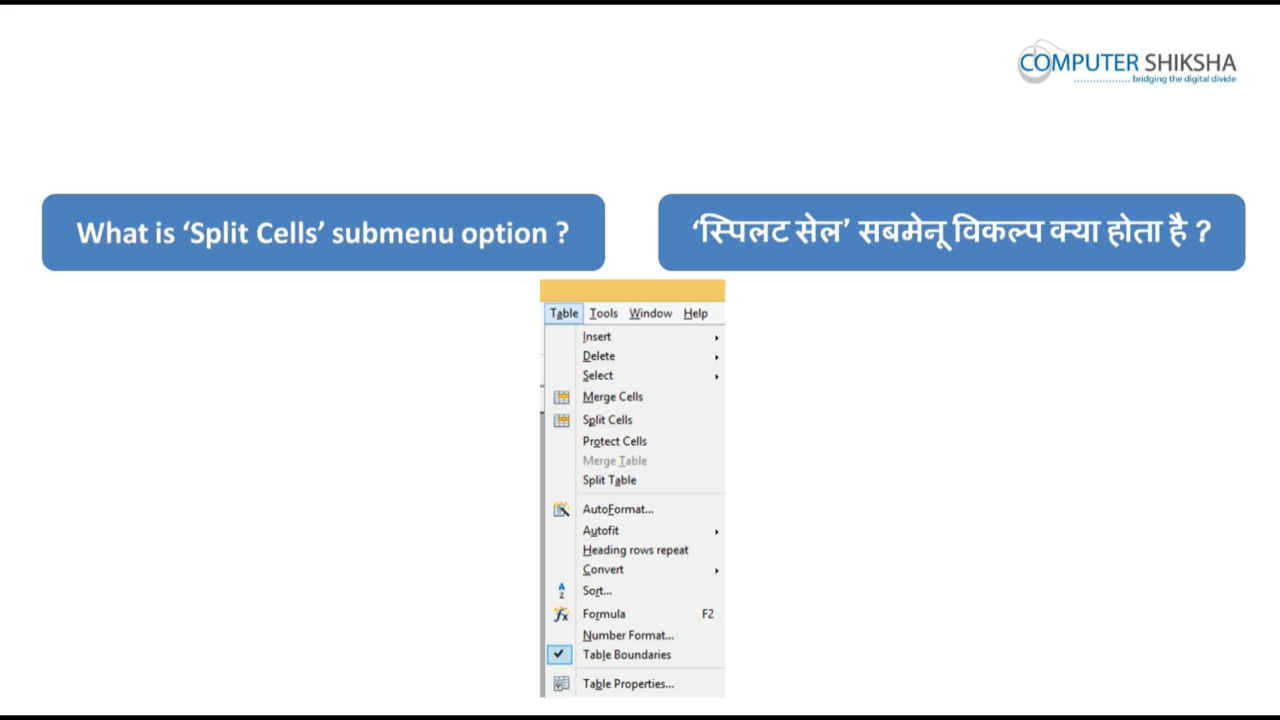 COMPUTER SHIKSHA
bridging the digital divide
What is ‘Split Cells’ submenu option ?
‘स्पिलट सेल’ सबमेनू विकल्प क्या होता है ?
Table Tools Window Help
Insert
Delete
Select
Merge Cells
Split Cells
Protect Cells
Merge Table
Split Table
AutoFormat...
Autofit
Heading rows repeat
Convert
Sort...
Formula F2
Number Format...
Table Boundaries
Table Properties...